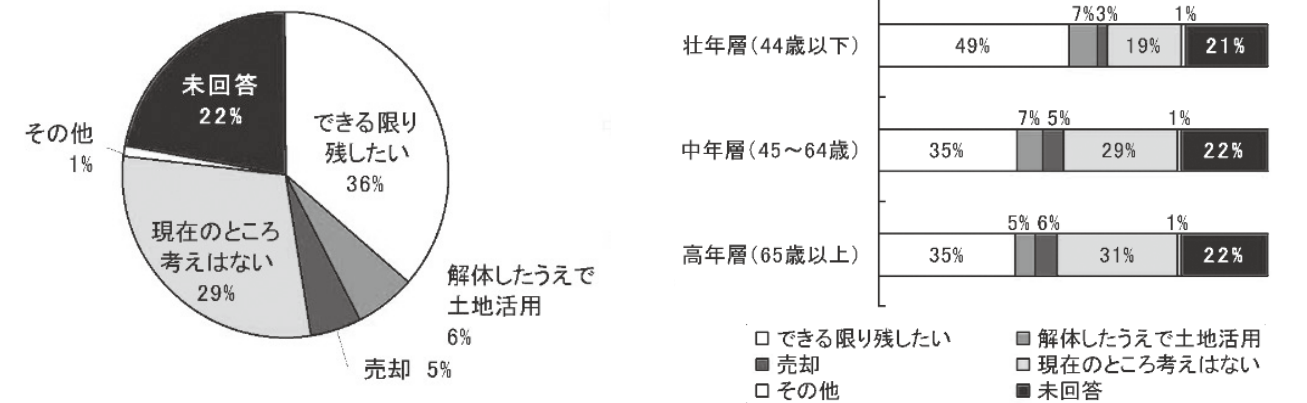 未回答
22%
できる限り
残したい
36%
その他
1%
現在のところ
考えはない
29%
解体したうえで
土地活用
6%
売却 5%
7%3% 1%
壮年層(44歳以下) 49% 19% 21%
7% 5% 1%
中年層(45~64歳) 35% 29% 22%
5% 6% 1%
高年層(65歳以上) 35% 31% 22%
できる限り残したい 解体したうえで土地活用
売却 現在のところ考えはない
その他 未回答